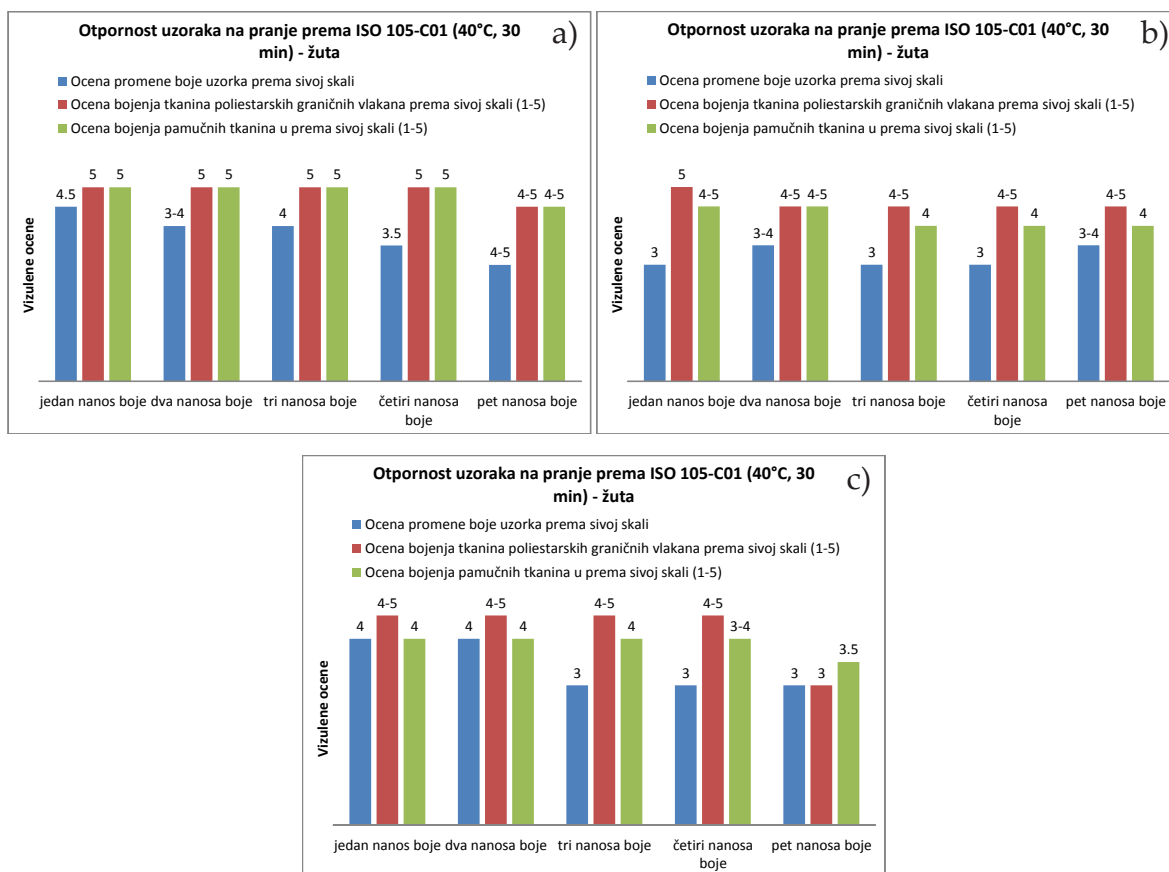 Otpornost uzoraka na pranje prema ISO 105-C01 (40°C, 30
min) - žuta
a)
Ocena promene boje uzorka prema sivoj skali
Ocena bojenja tkanina poliestarskih graničnih vlakana prema sivoj skali (1-5)
Ocena bojenja pamučnih tkanina u prema sivoj skali (1-5)
Vizulene ocene
4.5 5 5 3-4 5 5 4 5 5 3.5 5 5 4-5 4-5 4-5
jedan nanos boje dva nanosa boje tri nanosa boje četiri nanosa pet nanosa boje
boje
Otpornost uzoraka na pranje prema ISO 105-C01 (40°C, 30
min) - žuta
b)
Ocena promene boje uzorka prema sivoj skali
Ocena bojenja tkanina poliestarskih graničnih vlakana prema sivoj skali (1-5)
Ocena bojenja pamučnih tkanina u prema sivoj skali (1-5)
Vizulene ocene
3 5 4-5 3-4 4-5 4-5 3 4-5 4 3 4-5 4 3-4 4-5 4
jedan nanos boje dva nanosa boje tri nanosa boje četiri nanosa pet nanosa boje
boje
Otpornost uzoraka na pranje prema ISO 105-C01 (40°C, 30
min) - žuta
c)
Ocena promene boje uzorka prema sivoj skali
Ocena bojenja tkanina poliestarskih graničnih vlakana prema sivoj skali (1-5)
Ocena bojenja pamučnih tkanina u prema sivoj skali (1-5)
Vizulene ocene
4 4-5 4 4 4-5 4 3 4-5 4 3 4-5 3-4 3 3 3.5
jedan nanos boje dva nanosa boje tri nanosa boje četiri nanosa pet nanosa boje
boje